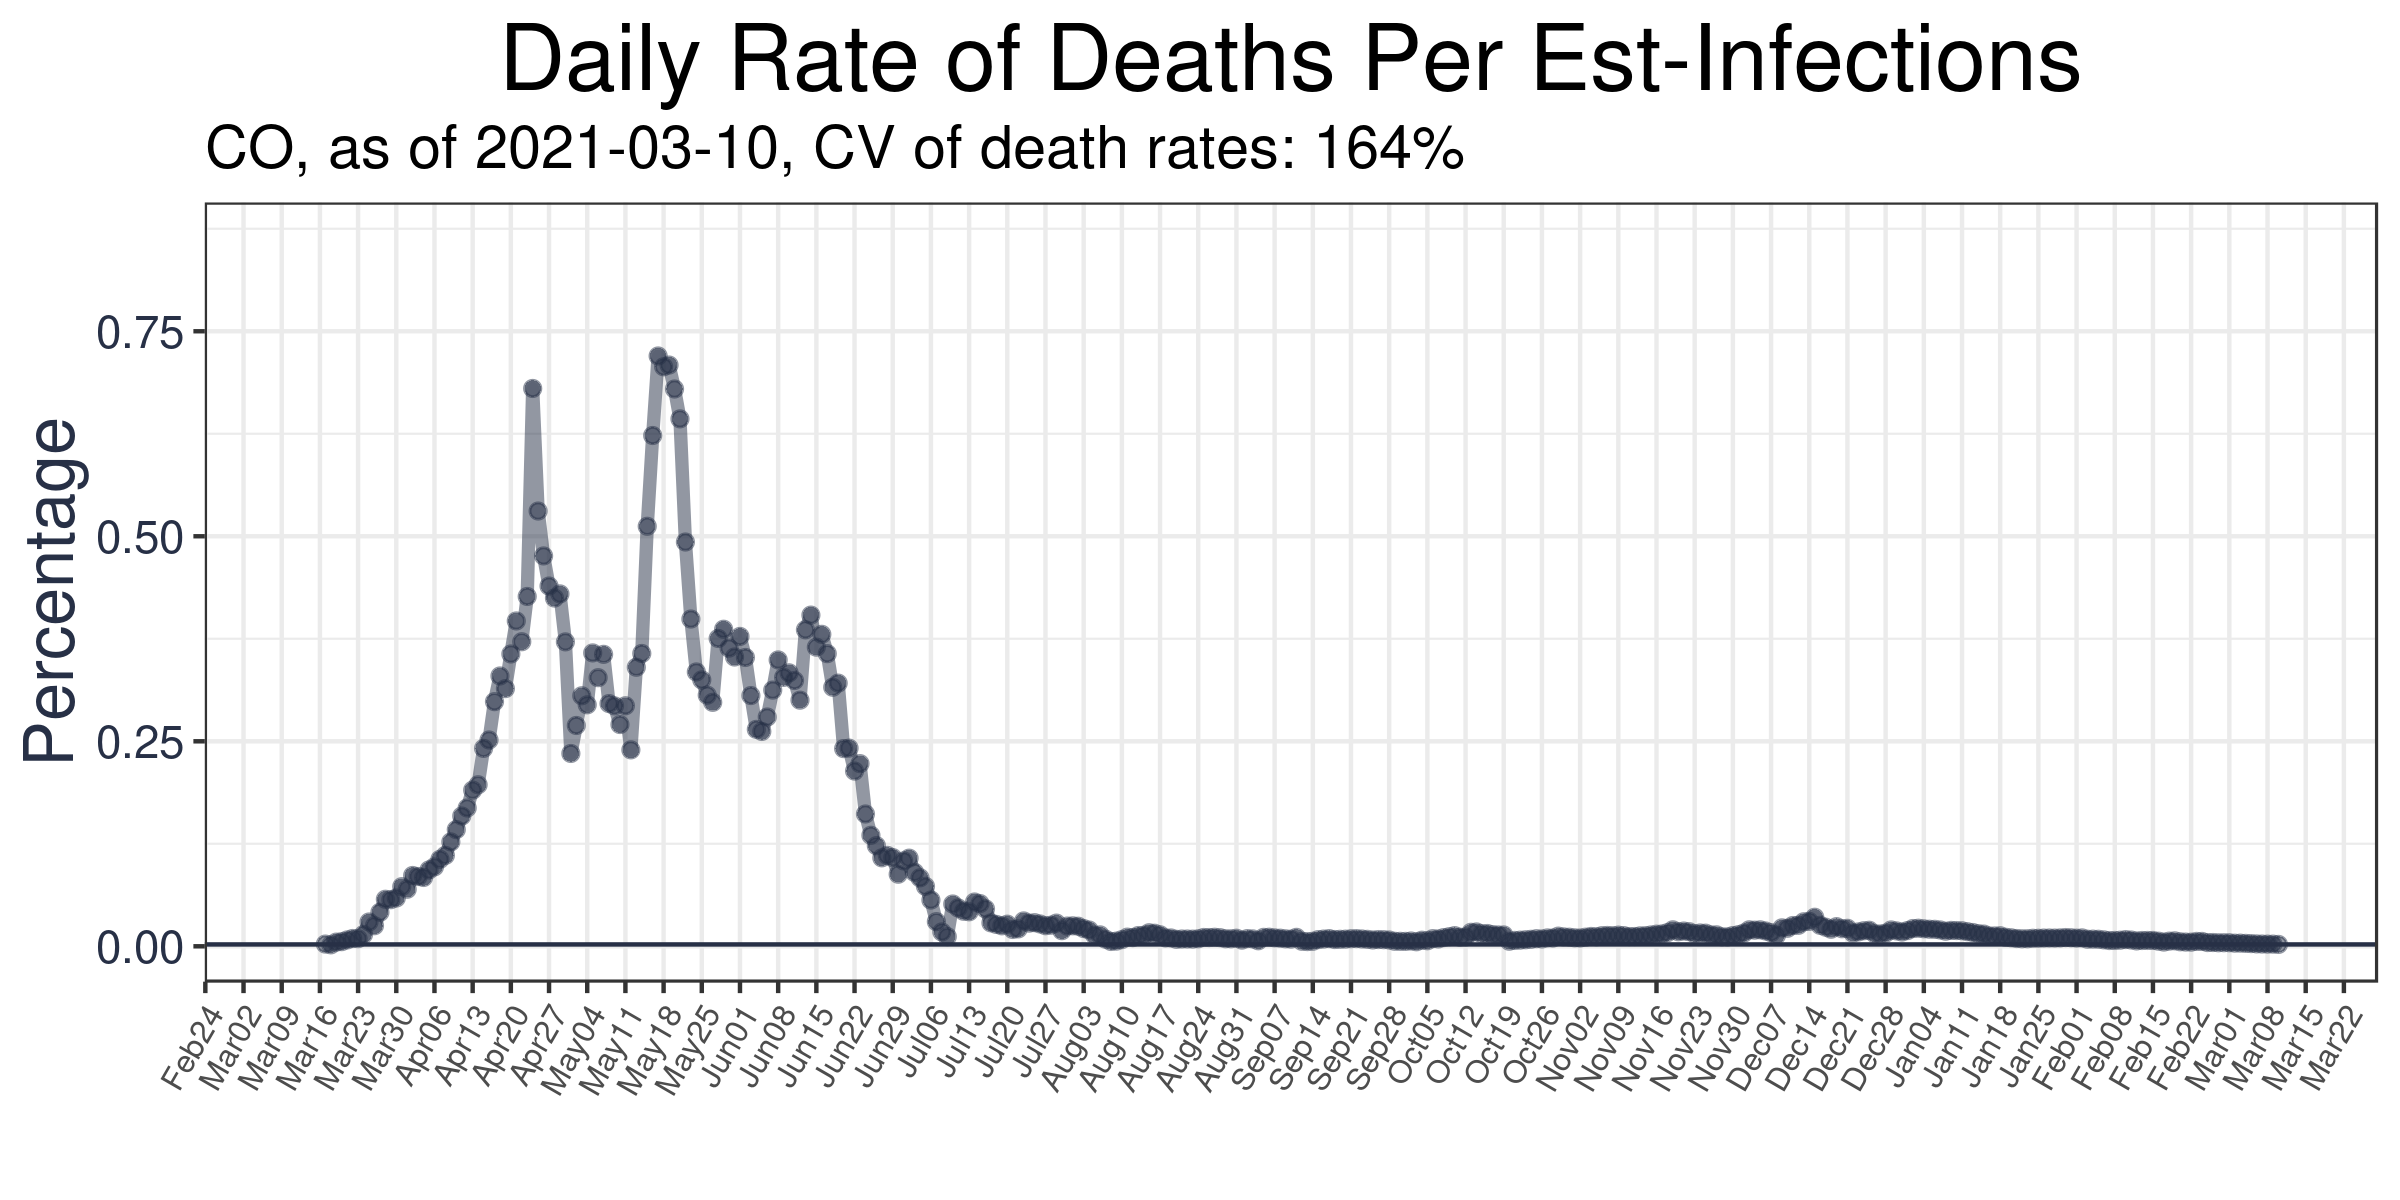 Daily Rate of Deaths Per Est-Infections
CO, as of 2021-03-10, CV of death rates: 164%
Percentage
0.75
0.50
0.25
0.00
Feb24
Mar02
Mar09
Mar16
Mar23
Mar30
Apr06
Apr13
Apr20
Apr27
May04
May11
May18
May25
Jun01
Jun08
Jun15
Jun22
Jun29
Jul06
Jul13
Jul20
Jul27
Aug03
Aug10
Aug17
Aug24
Aug31
Sep07
Sep14
Sep21
Sep28
Oct05
Oct12
Oct19
Oct26
Nov02
Nov09
Nov16
Nov23
Nov30
Dec07
Dec14
Dec21
Dec28
Jan04
Jan11
Jan18
Jan25
Feb01
Feb08
Feb15
Feb22
Mar01
Mar08
Mar15
Mar22